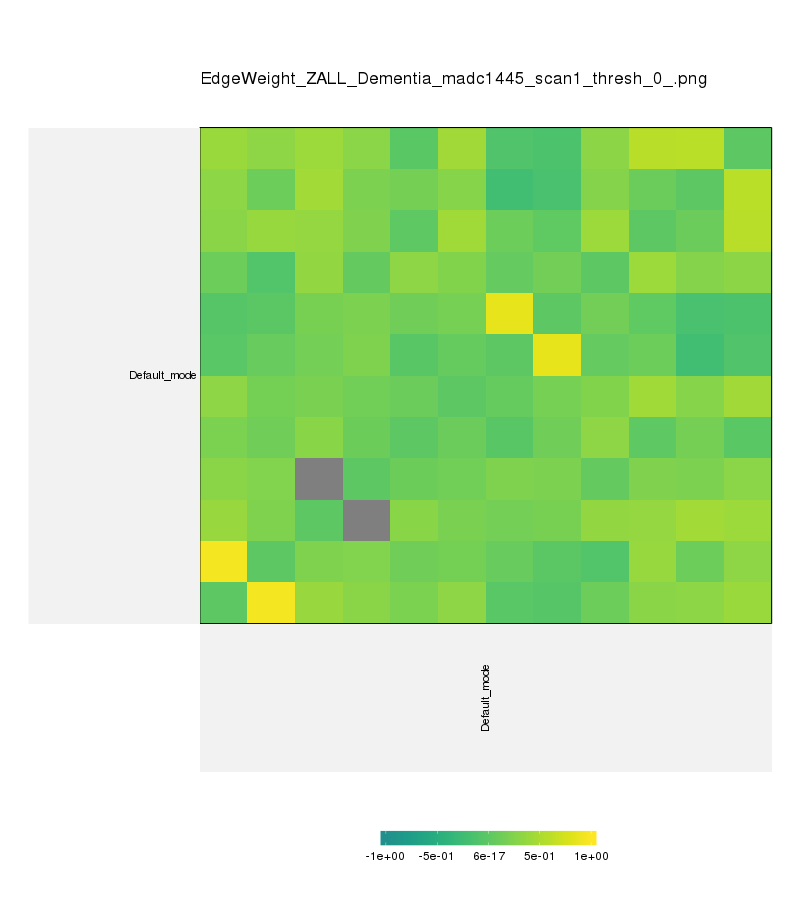 EdgeWeight_ZALL_Dementia_madc1445_scan1_thresh_0_.png
Default_mode
Default_mode
-1e+00 -5e-01 6e-17 5e-01 1e+00